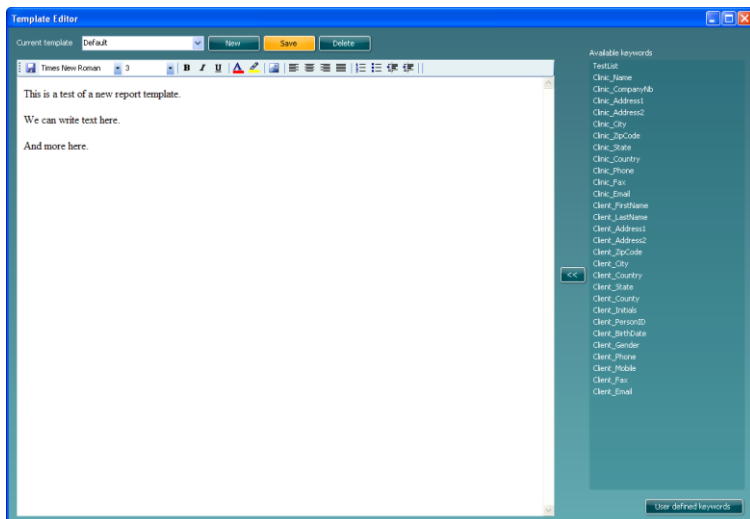 Template Editor
Current template Default New Save Delete
Available keywords
Times New Roman 3 B I U A
This is a test of a new report template.
We can write text here.
And more here.
TestList
Clinic_Name
Clinic_CompanyNb
Clinic_Address1
Clinic_Address2
Clinic_City
Clinic_ZipCode
Clinic_State
Clinic_Country
Clinic_Phone
Clinic_Fax
Clinic_Email
Client_FirstName
Client_LastName
Client_Address1
Client_Address2
Client_ZipCode
Client_City
<< Client_Country
Client_State
Client_County
Client_Initials
Client_PersonID
Client_BirthDate
Client_Gender
Client_Phone
Client_Mobile
Client_Fax
Client_Email
User defined keywords